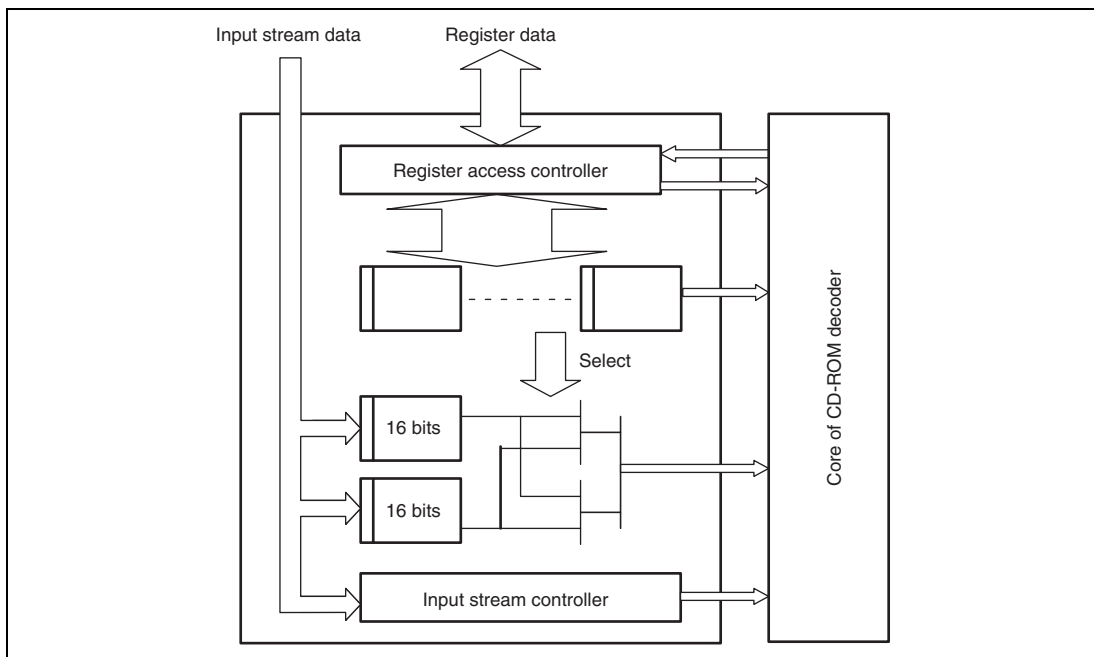 Input stream data
Register data
Register access controller
Select
16 bits
16 bits
Input stream controller
Core of CD-ROM decoder